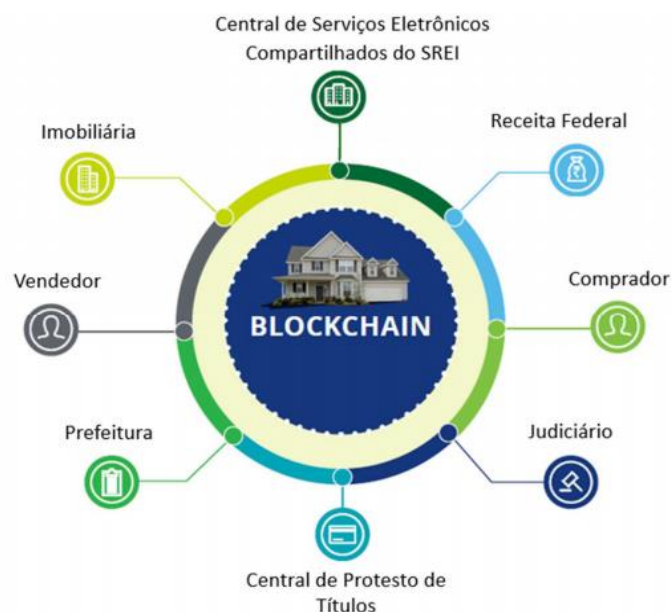 Central de Serviços Eletrônicos
Compartilhados do SREI
Imobiliária
Receita Federal
Vendedor
Comprador
BLOCKCHAIN
Prefeitura
Judiciário
Central de Protesto de
Títulos